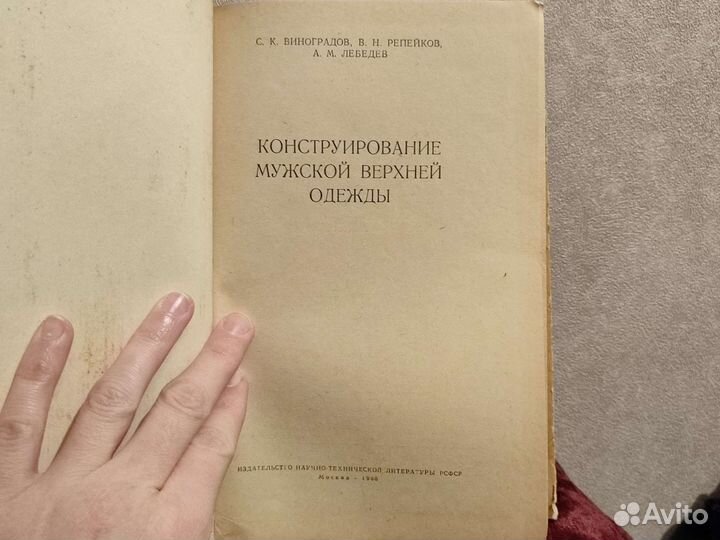 С. К. ВИНОГРАДОВ, В. Н. РЕПЕЙКОВ,
А. М. ЛЕБЕДЕВ
КОНСТРУИРОВАНИЕ
МУЖСКОЙ ВЕРХНЕЙ
ОДЕЖДЫ
ИЗДАТЕЛЬСТВО НАУЧНО-ТЕХНИЧЕСКОЙ ЛИТЕРАТУРЫ РСФСР
Москва -
Avito